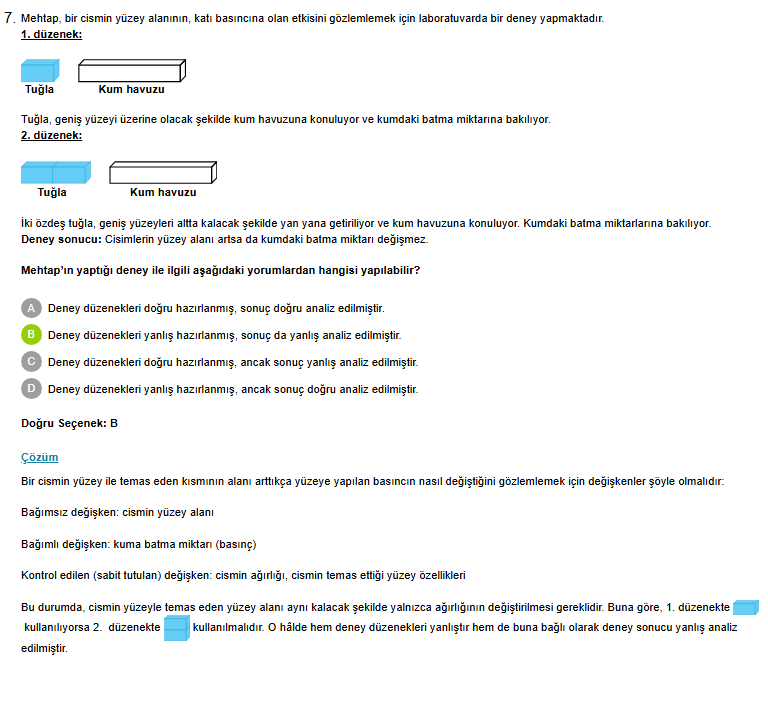 7. Mehtap, bir cismin yüzey alanının, katı basıncına olan etkisini gözlemlemek için laboratuvarda bir deney yapmaktadır.
1. düzenek:
Tuğla Kum havuzu
Tuğla, geniş yüzeyi üzerine olacak şekilde kum havuzuna konuluyor ve kumdaki batma miktarına bakılıyor.
2. düzenek:
Tuğla Kum havuzu
İki özdeş tuğla, geniş yüzeyleri altta kalacak şekilde yan yana getiriliyor ve kum havuzuna konuluyor. Kumdaki batma miktarlarına bakılıyor.
Deney sonucu: Cisimlerin yüzey alanı artsa da kumdaki batma miktarı değişmez.
Mehtap'ın yaptığı deney ile ilgili aşağıdaki yorumlardan hangisi yapılabilir?
A Deney düzenekleri doğru hazırlanmış, sonuç doğru analiz edilmiştir.
B Deney düzenekleri yanlış hazırlanmış, sonuç da yanlış analiz edilmiştir.
C Deney düzenekleri doğru hazırlanmış, ancak sonuç yanlış analiz edilmiştir.
D Deney düzenekleri yanlış hazırlanmış, ancak sonuç doğru analiz edilmiştir.
Doğru Seçenek: B
Çözüm
Bir cismin yüzey ile temas eden kısmının alanı arttıkça yüzeye yapılan basıncın nasıl değiştiğini gözlemlemek için değişkenler şöyle olmalıdır:
Bağımsız değişken: cismin yüzey alanı
Bağımlı değişken: kuma batma miktarı (basınç)
Kontrol edilen (sabit tutulan) değişken: cismin ağırlığı, cismin temas ettiği yüzey özellikleri
Bu durumda, cismin yüzeyle temas eden yüzey alanı aynı kalacak şekilde yalnızca ağırlığının değiştirilmesi gereklidir. Buna göre, 1. düzenekte
kullanılıyorsa 2. düzenekte kullanılmalıdır. O hâlde hem deney düzenekleri yanlıştır hem de buna bağlı olarak deney sonucu yanlış analiz
edilmiştir.